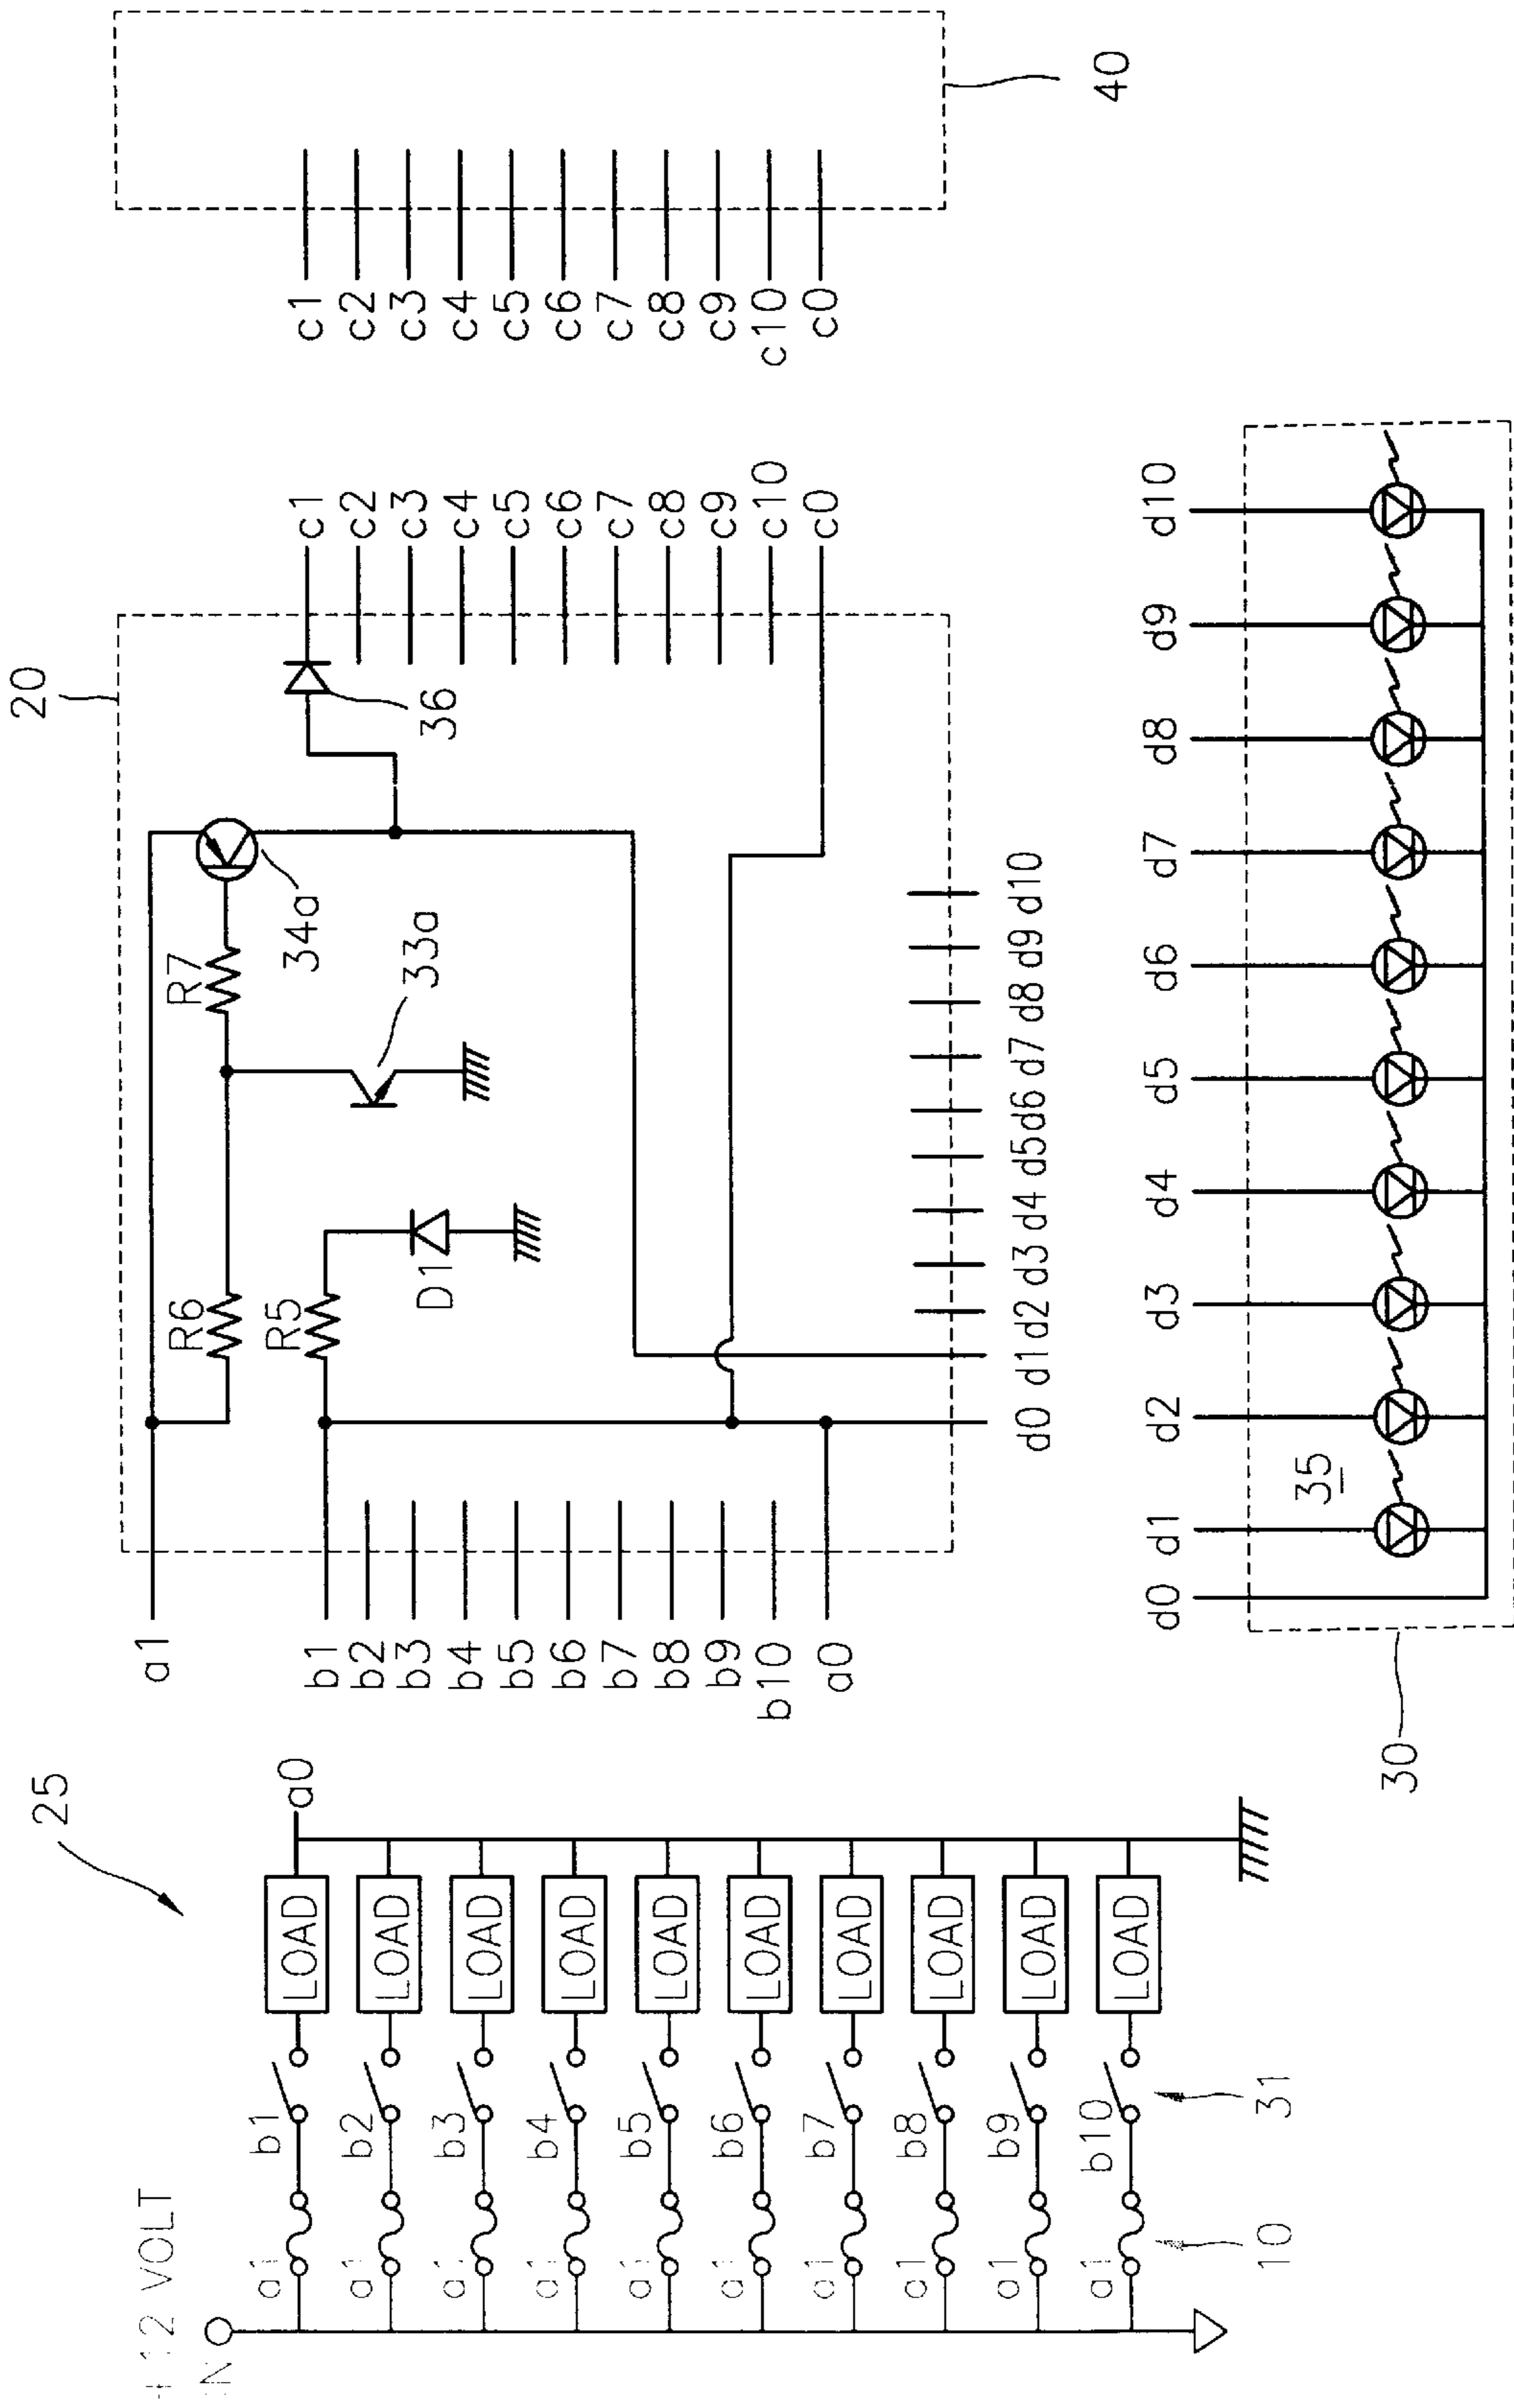 25
+12 VOLT
IN
a1
b1
LOAD
a0
a1
b2
LOAD
a1
b3
LOAD
a1
b4
LOAD
a1
b5
LOAD
a1
b6
LOAD
a1
b7
LOAD
a1
b8
LOAD
a1
b9
LOAD
a1
b10
LOAD
10
31
20
a1
b1
b2
b3
b4
b5
b6
b7
b8
b9
b10
a0
R6
R7
34a
R5
D1
33a
36
c1
c2
c3
c4
c5
c6
c7
c8
c9
c10
c0
d0 d1 d2 d3 d4 d5 d6 d7 d8 d9 d10
c1
c2
c3
c4
c5
c6
c7
c8
c9
c10
c0
40
d0 d1 d2 d3 d4 d5 d6 d7 d8 d9 d10
35
30